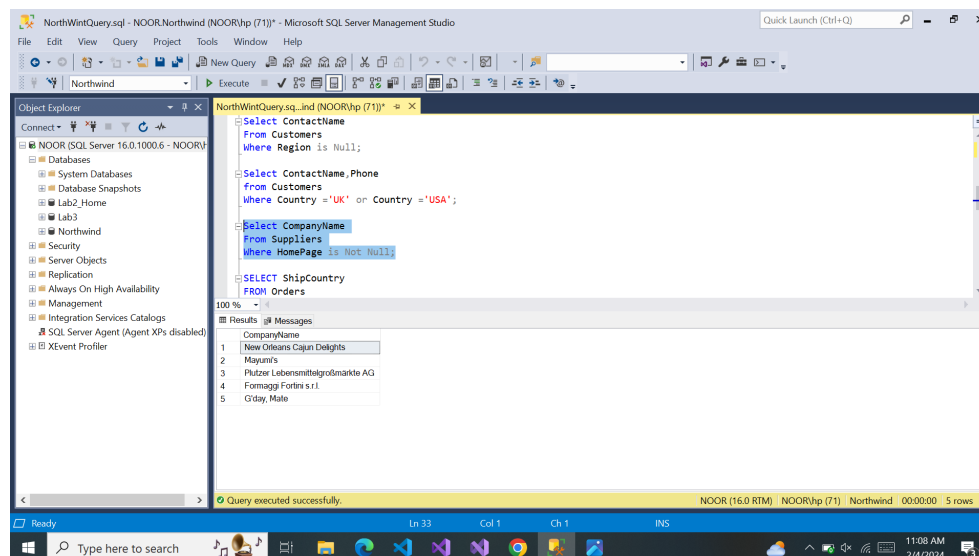 NorthWintQuery.sql - NOOR.Northwind (NOOR\hp (71))* - Microsoft SQL Server Management Studio
Quick Launch (Ctrl+Q)
File Edit View Query Project Tools Window Help
New Query
Northwind Execute
Object Explorer
NorthWintQuery.sq...ind (NOOR\hp (71))*
Connect
NOOR (SQL Server 16.0.1000.6 - NOOR\
Databases
System Databases
Database Snapshots
Lab2_Home
Lab3
Northwind
Security
Server Objects
Replication
Always On High Availability
Management
Integration Services Catalogs
SQL Server Agent (Agent XPs disabled)
XEvent Profiler
Select ContactName
From Customers
Where Region is Null;
Select ContactName,Phone
from Customers
Where Country ='UK' or Country ='USA';
Select CompanyName
From Suppliers
Where HomePage is Not Null;
SELECT ShipCountry
FROM Orders
100 %
Results Messages
CompanyName
1 New Orleans Cajun Delights
2 Mayumi's
3 Plutzer Lebensmittelgroßmärkte AG
4 Formaggi Fortini s.r.l.
5 G'day, Mate
Query executed successfully.
NOOR (16.0 RTM) NOOR\hp (71) Northwind 00:00:00 5 rows
Ready Ln 33 Col 1 Ch 1 INS
Type here to search
11:08 AM
2/4/2024